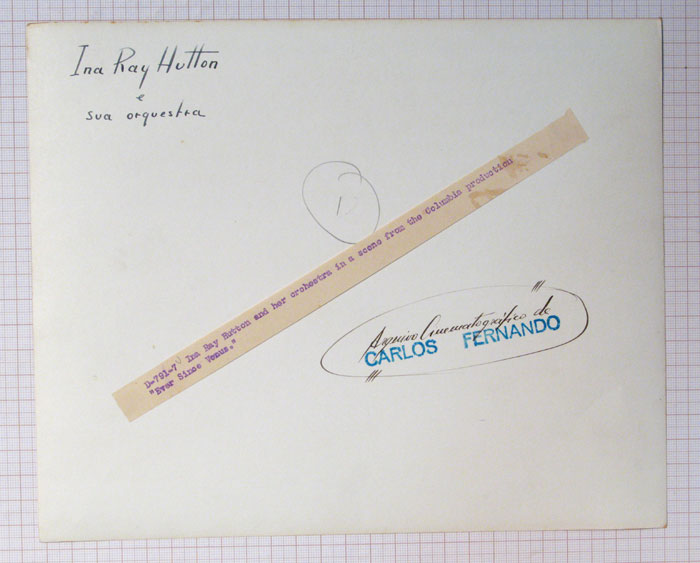 Ina Ray Hutton
e
sua orquestra
D-791-7 Ina Ray Hutton and her orchestra in a scene from the Columbia production
"Ever Since Venus."
Arquivo Cinematográfico de
CARLOS FERNANDO